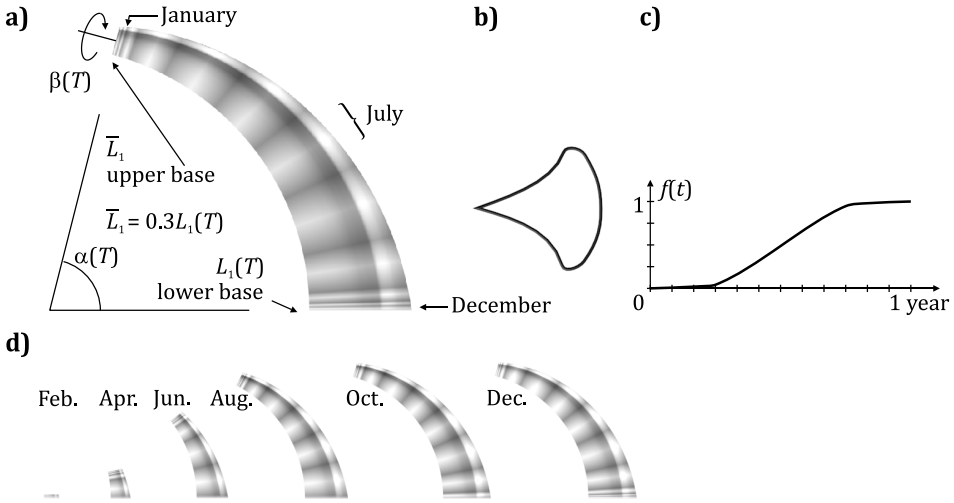 a)
January
β(T)
July
L̅₁
upper base
L̅₁ = 0.3L₁(T)
α(T)
L₁(T)
lower base
December
b)
c)
f(t)
1
0
1 year
d)
Feb.
Apr.
Jun.
Aug.
Oct.
Dec.